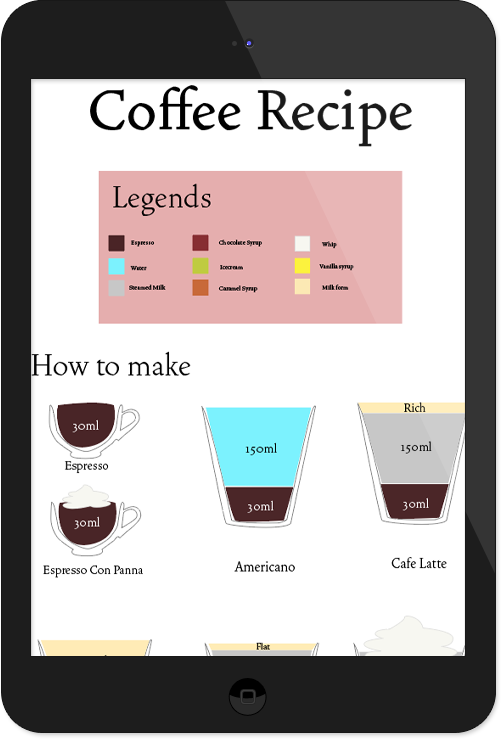 Coffee Recipe
Legends
Espresso
Chocolate Syrup
Whip
Water
Icecream
Vanilla syrup
Steamed Milk
Caramel Syrup
Milk form
How to make
30ml
Espresso
30ml
Espresso Con Panna
150ml
30ml
Americano
Rich
150ml
30ml
Cafe Latte
Flat